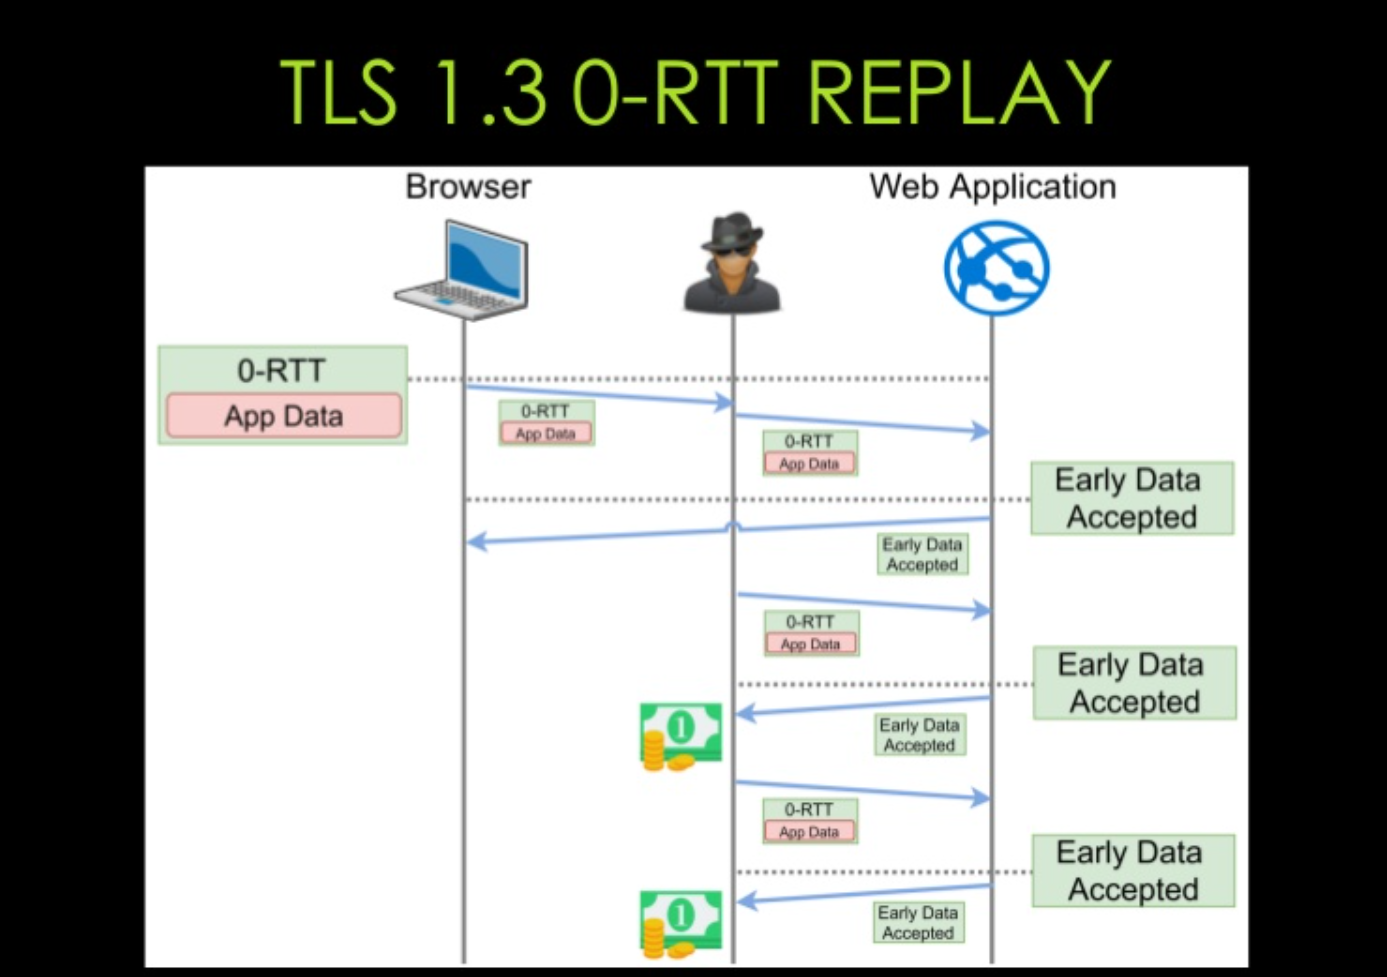 TLS 1.3 0-RTT REPLAY
Browser
Web Application
0-RTT
App Data
0-RTT
App Data
0-RTT
App Data
Early Data
Accepted
Early Data
Accepted
0-RTT
App Data
Early Data
Accepted
1
Early Data
Accepted
0-RTT
App Data
Early Data
Accepted
1
Early Data
Accepted